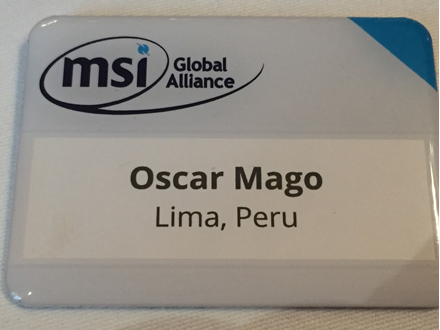 msi Global
Alliance
Oscar Mago
Lima, Peru